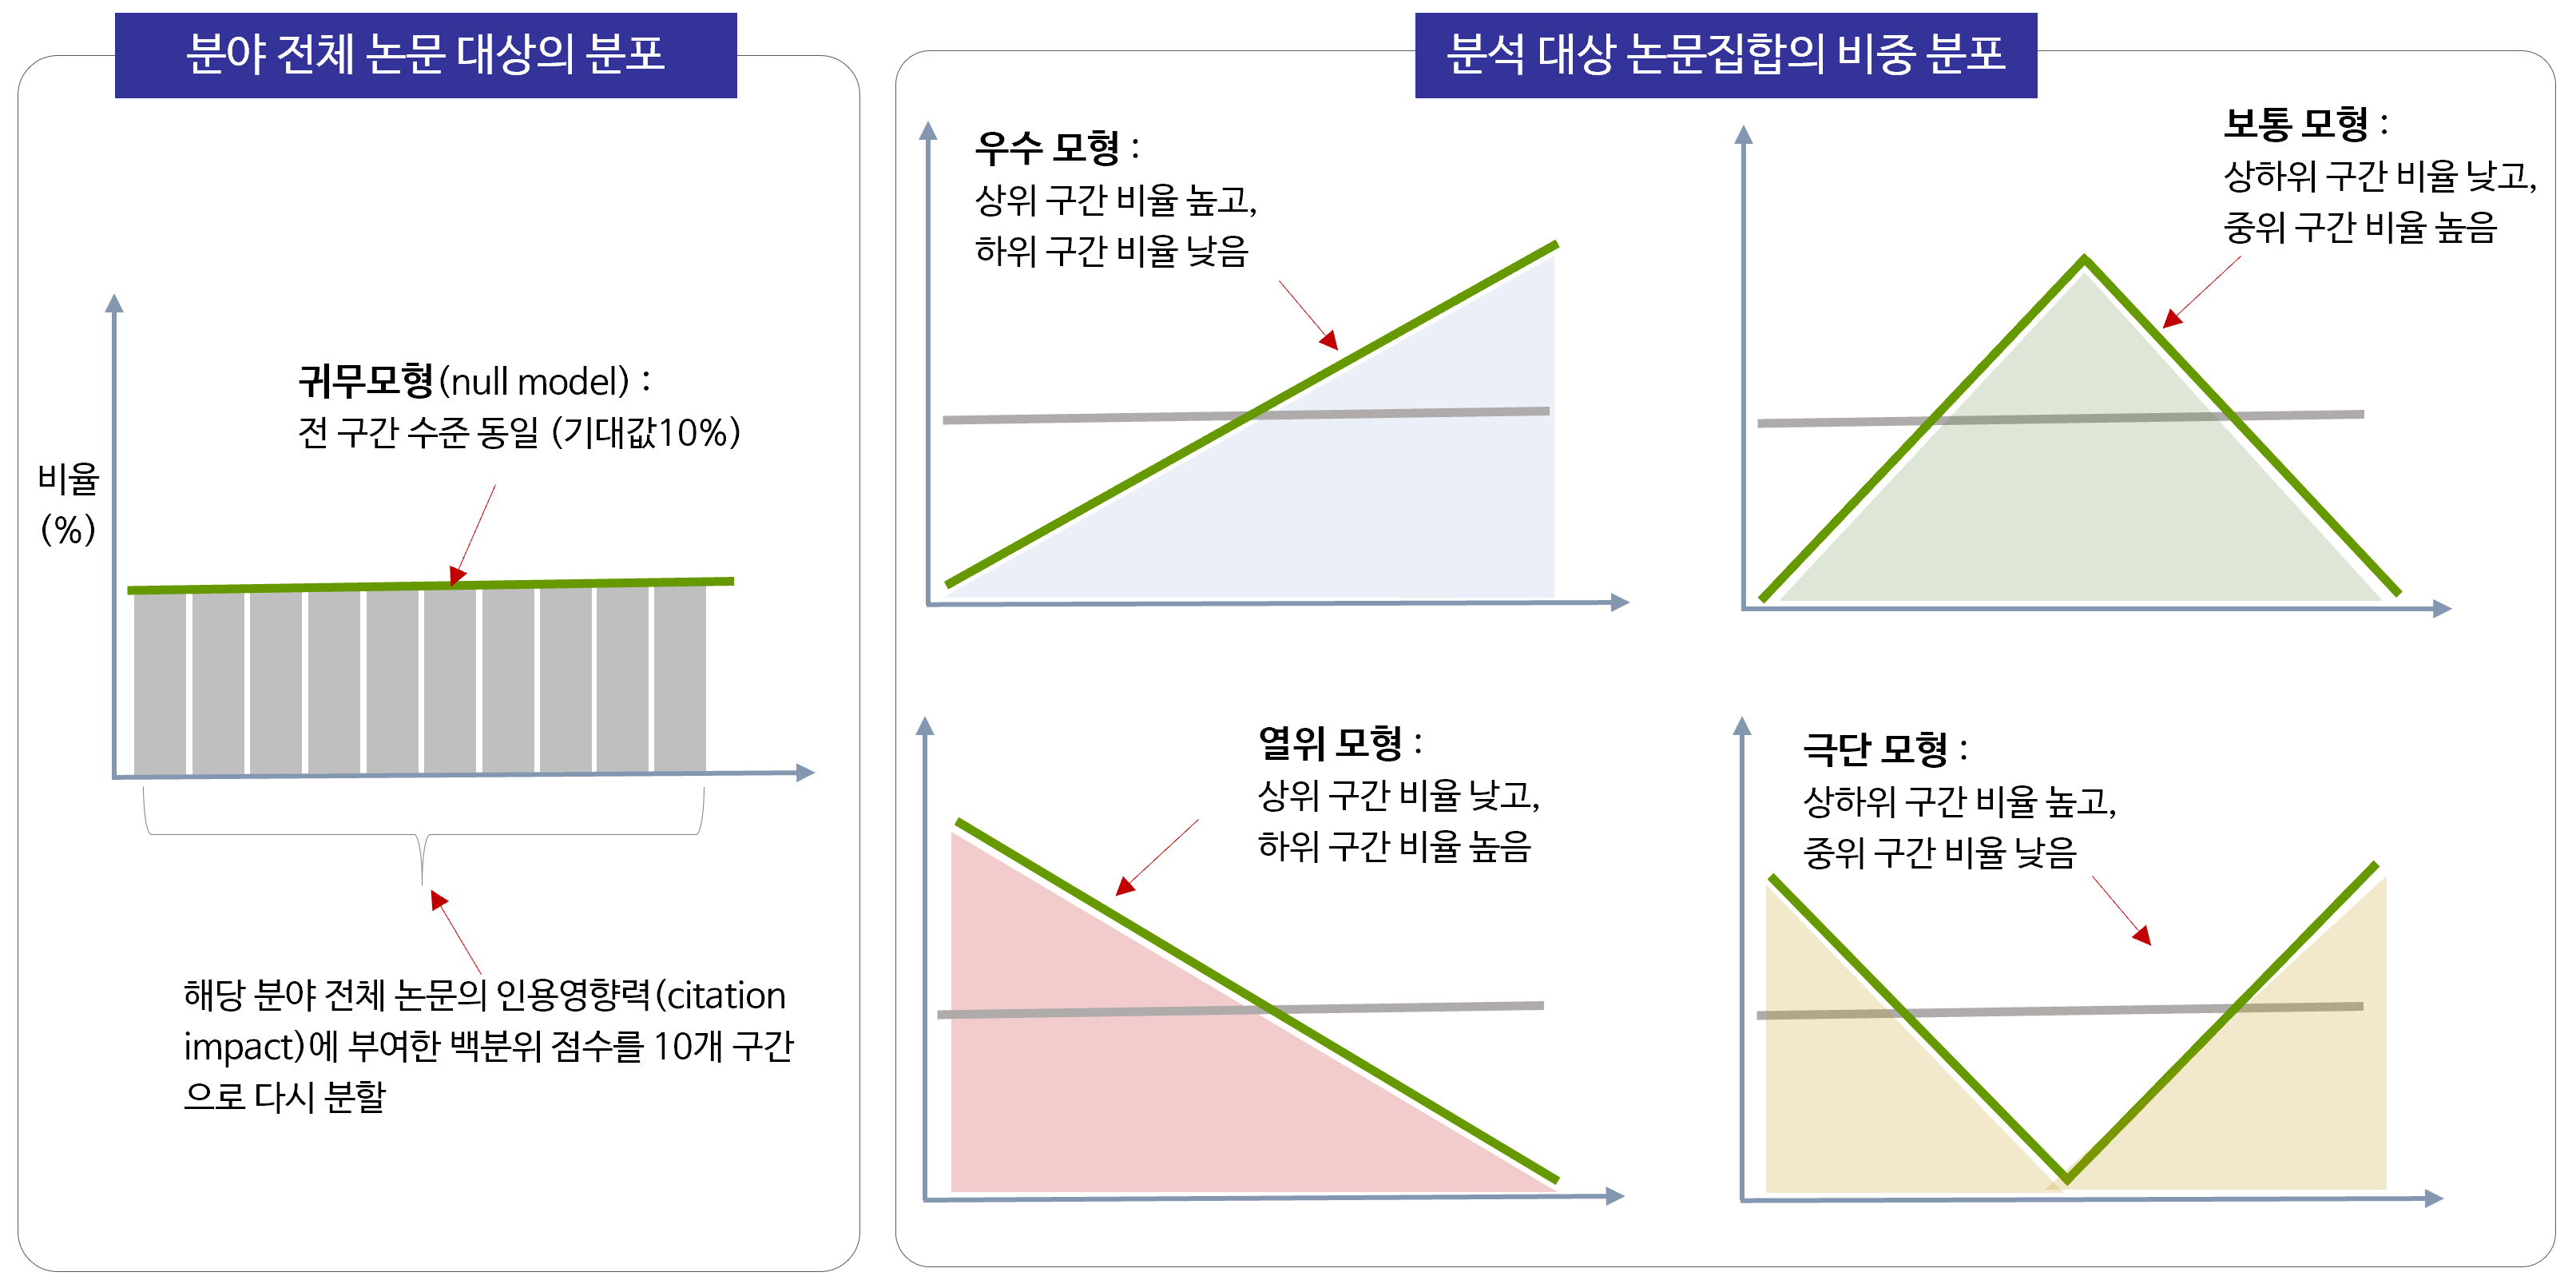 분야 전체 논문 대상의 분포
귀무모형(null model) :
전 구간 수준 동일 (기대값10%)
비율
(%)
해당 분야 전체 논문의 인용영향력(citation
impact)에 부여한 백분위 점수를 10개 구간
으로 다시 분할
분석 대상 논문집합의 비중 분포
우수 모형 :
상위 구간 비율 높고,
하위 구간 비율 낮음
보통 모형 :
상하위 구간 비율 낮고,
중위 구간 비율 높음
열위 모형 :
상위 구간 비율 낮고,
하위 구간 비율 높음
극단 모형 :
상하위 구간 비율 높고,
중위 구간 비율 낮음